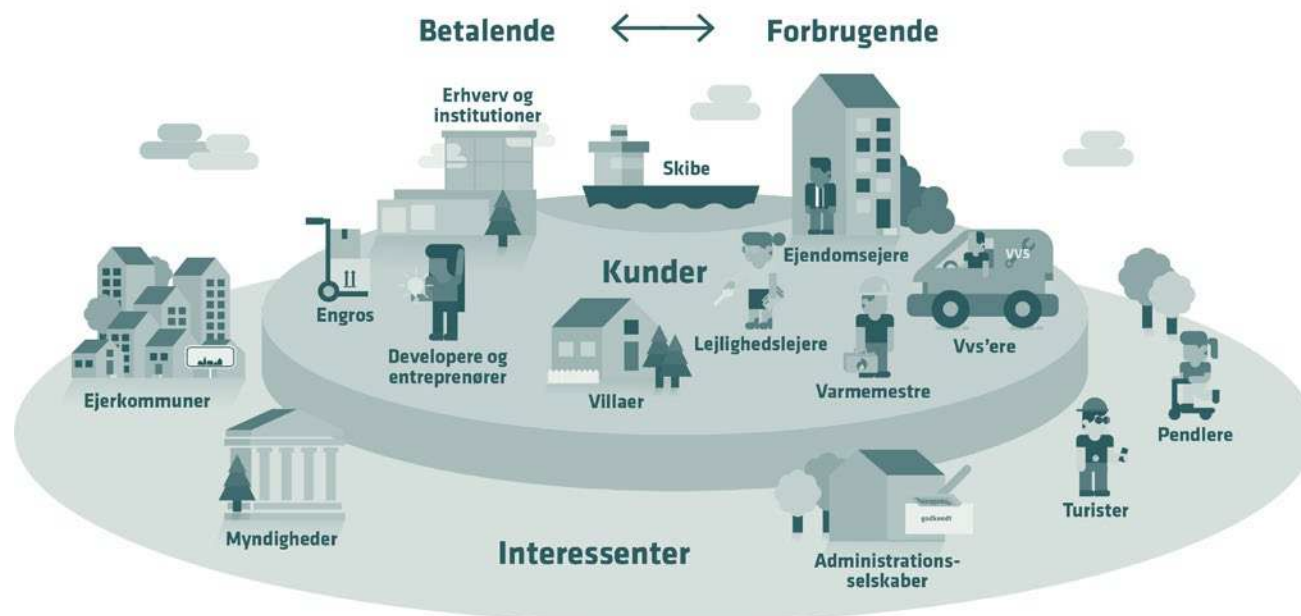 Betalende
Forbrugende
Erhverv og
institutioner
Skibe
Kunder
Ejendomsejere
VVS
Engros
Developere og
entreprenører
Villaer
Lejlighedslejere
Varmemestre
Vvs'ere
Ejerkommuner
Pendlere
Myndigheder
Interessenter
godkendt
Administrations-
selskaber
Turister